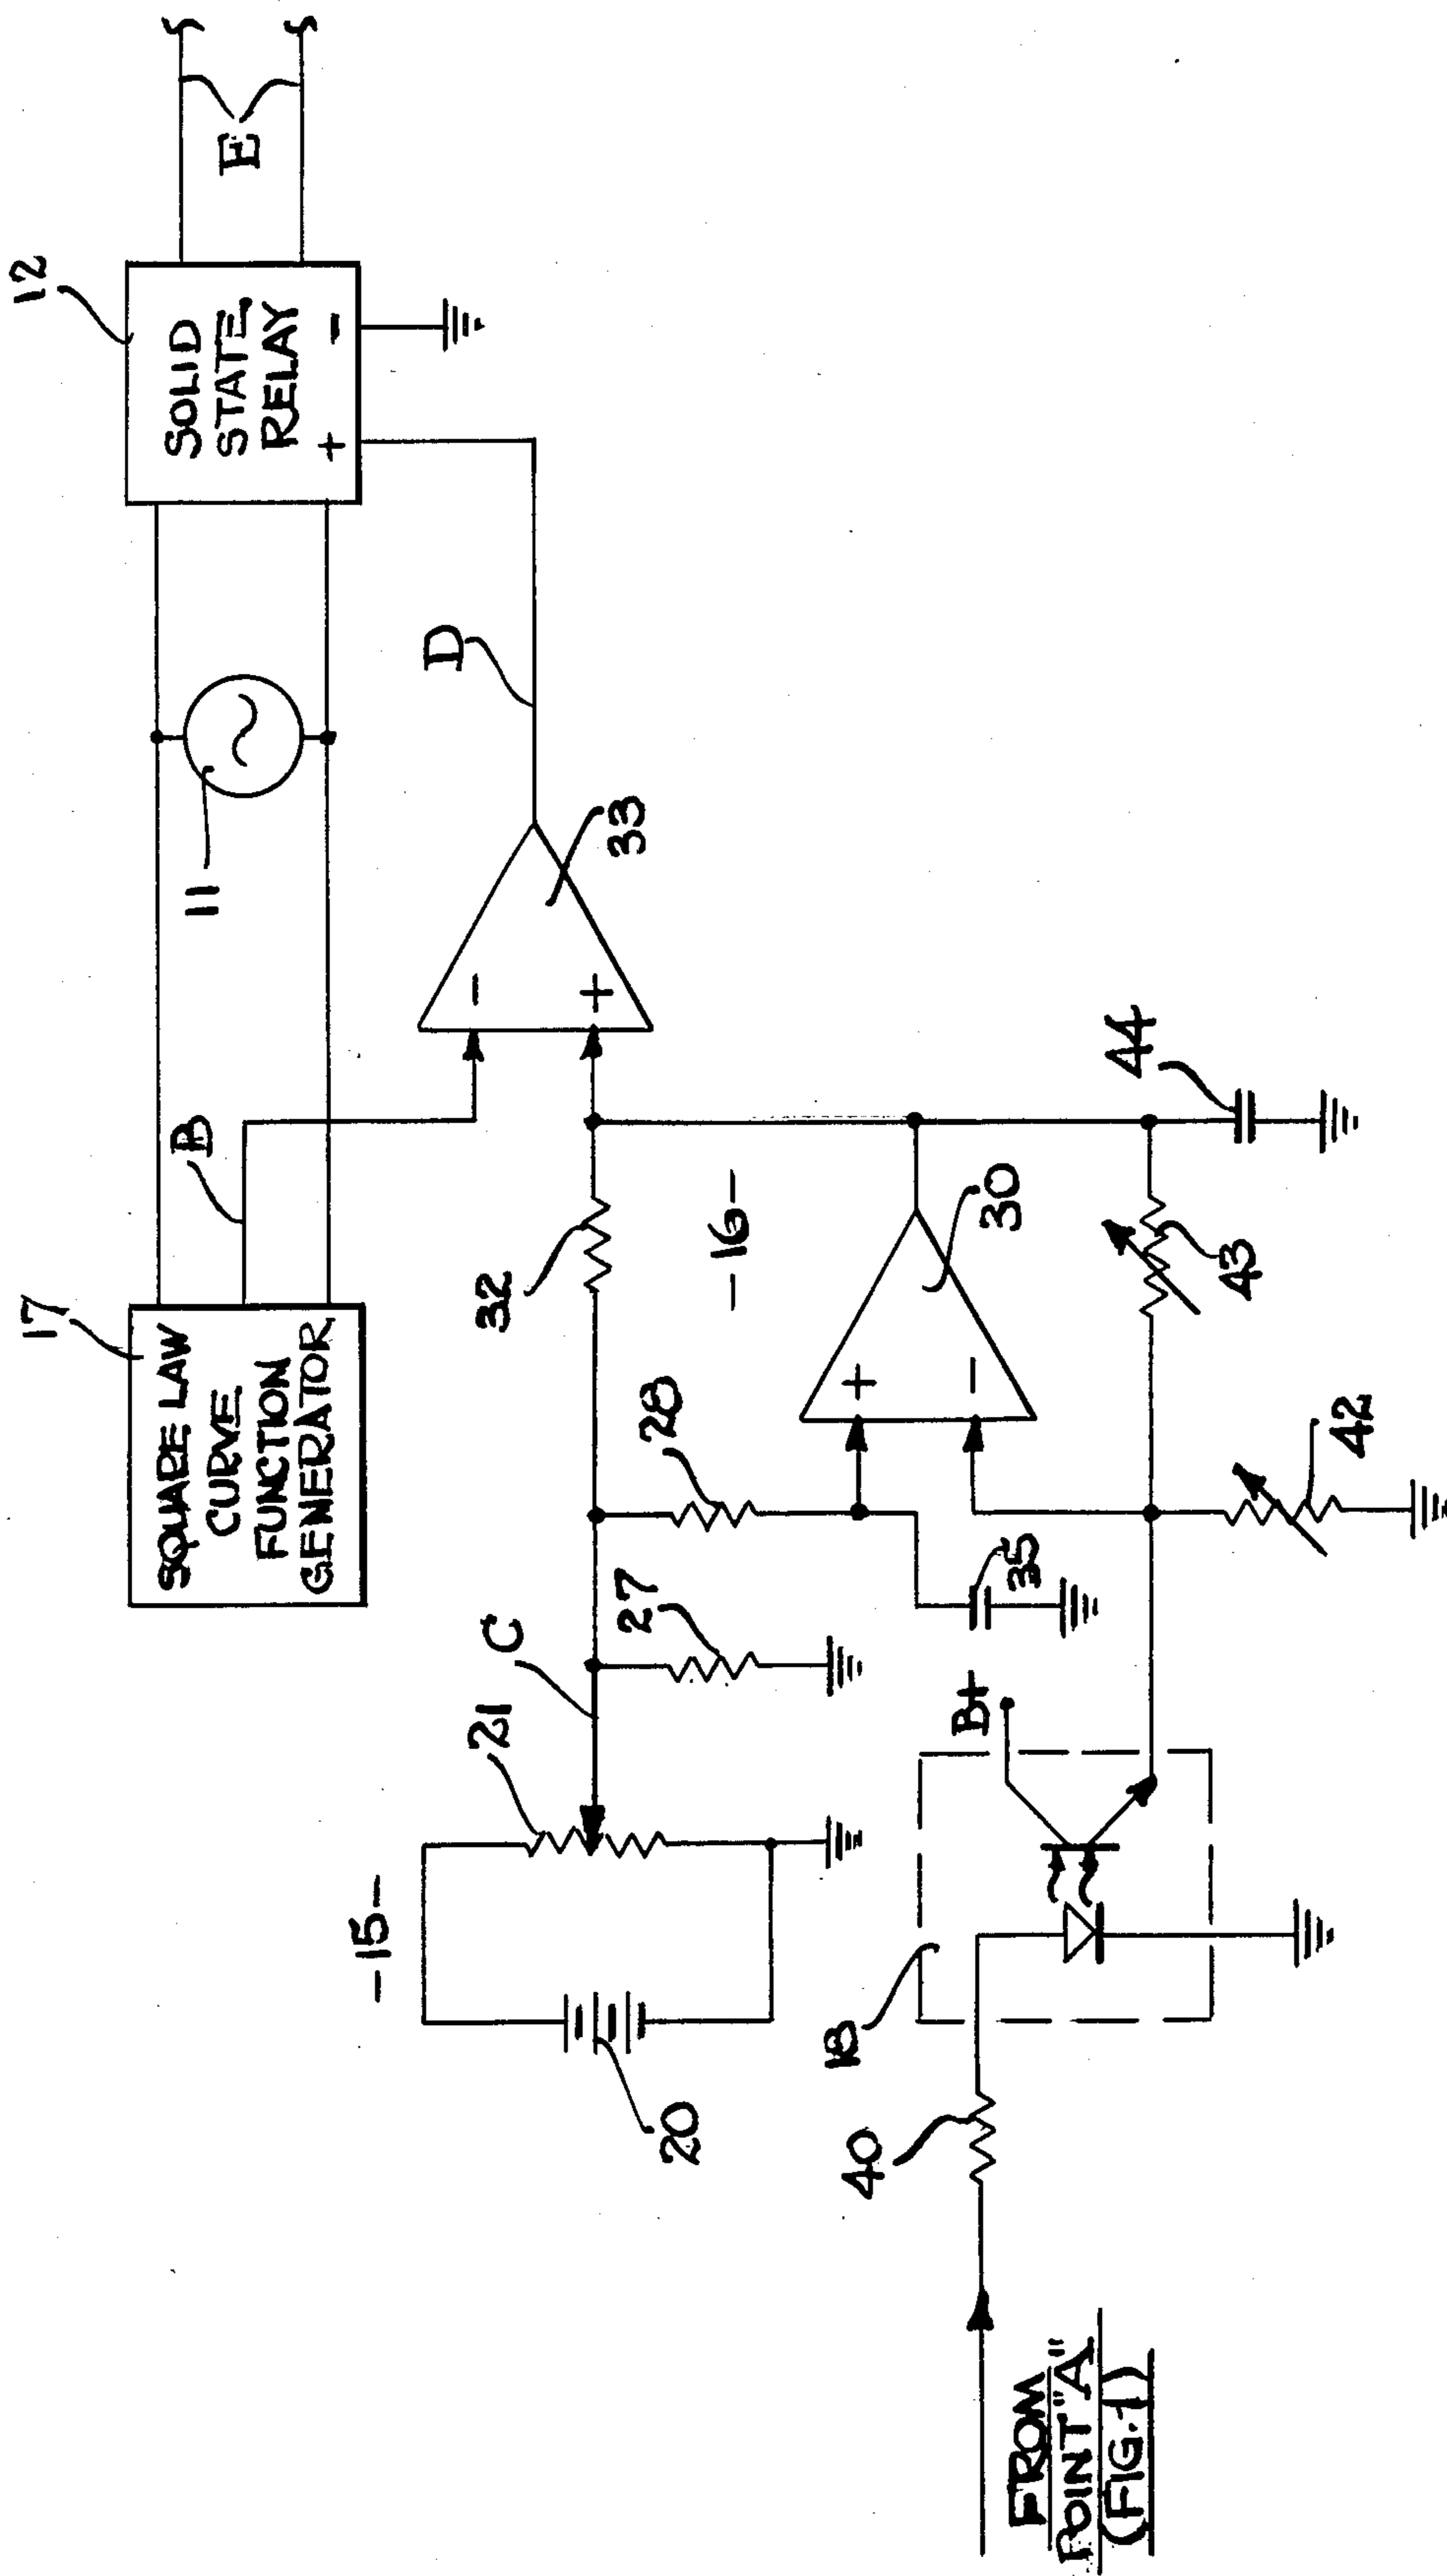 17
SQUARE LAW
CURVE
FUNCTION
GENERATOR
B
11
12
SOLID
STATE
RELAY
+ -
E
D
33
-
+
-15-
20
21
C
27
28
32
-16-
35
30
+
-
44
43
42
B+
18
40
FROM
POINT "A"
(FIG. 1)